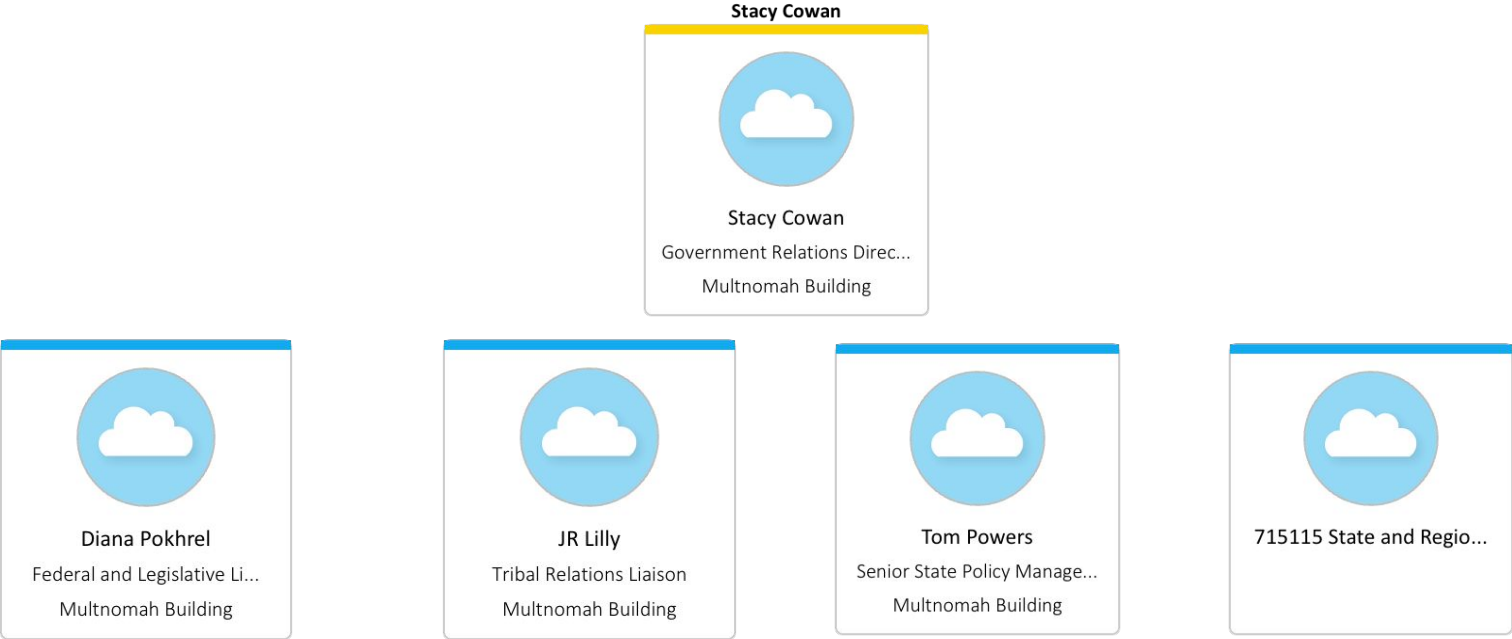 Stacy Cowan
Stacy Cowan
Government Relations Direc...
Multnomah Building
Diana Pokhrel
Federal and Legislative Li...
Multnomah Building
JR Lilly
Tribal Relations Liaison
Multnomah Building
Tom Powers
Senior State Policy Manage...
Multnomah Building
715115 State and Regio...